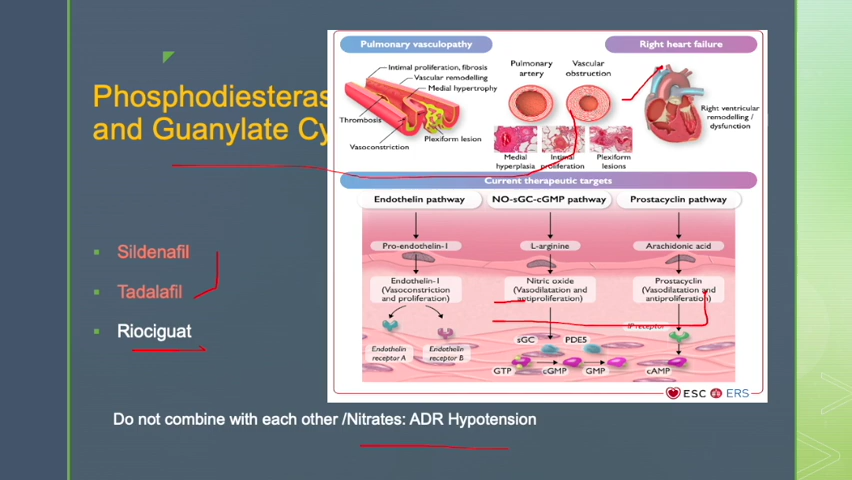 Phosphodiesteras
and Guanylate Cy
Sildenafil
Tadalafil
Riociguat
Do not combine with each other /Nitrates: ADR Hypotension
Pulmonary vasculopathy
Right heart failure
Intimal proliferation, fibrosis
Vascular remodelling
Medial hypertrophy
Thrombosis
Vasoconstriction
Plexiform lesion
Pulmonary
artery
Vascular
obstruction
Medial
hyperplasia
Intimal
proliferation
Plexiform
lesions
Right ventricular
remodelling /
dysfunction
Current therapeutic targets
Endothelin pathway
NO-sGC-cGMP pathway
Prostacyclin pathway
Pro-endothelin-1
L-arginine
Arachidonic acid
Endothelin-1
(Vasoconstriction
and proliferation)
Nitric oxide
(Vasodilatation and
antiproliferation)
Prostacyclin
(Vasodilatation and
antiproliferation)
Endothelin
receptor A
Endothelin
receptor B
sGC
PDE5
GTP
cGMP
GMP
IP receptor
cAMP
ESC
ERS